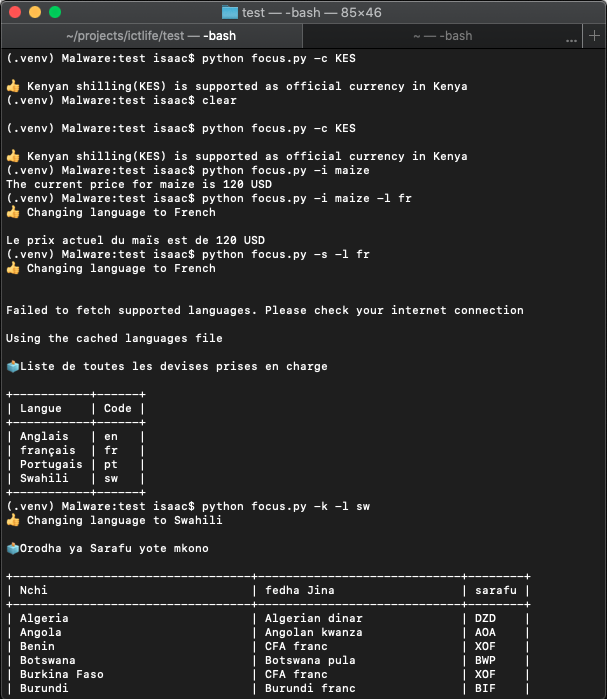 test — -bash — 85×46
~/projects/ictlife/test — -bash
~ — -bash
...
+
(.venv) Malware:test isaac$ python focus.py -c KES
👍 Kenyan shilling(KES) is supported as official currency in Kenya
(.venv) Malware:test isaac$ clear
(.venv) Malware:test isaac$ python focus.py -c KES
👍 Kenyan shilling(KES) is supported as official currency in Kenya
(.venv) Malware:test isaac$ python focus.py -i maize
The current price for maize is 120 USD
(.venv) Malware:test isaac$ python focus.py -i maize -l fr
👍 Changing language to French
Le prix actuel du maïs est de 120 USD
(.venv) Malware:test isaac$ python focus.py -s -l fr
👍 Changing language to French
Failed to fetch supported languages. Please check your internet connection
Using the cached languages file
🗳Liste de toutes les devises prises en charge
+-----------+------+
| Langue    | Code |
+-----------+------+
| Anglais   | en   |
| français  | fr   |
| Portugais | pt   |
| Swahili   | sw   |
+-----------+------+
(.venv) Malware:test isaac$ python focus.py -k -l sw
👍 Changing language to Swahili
🗳Orodha ya Sarafu yote mkono
+----------------------------------+-----------------------------+--------+
| Nchi                             | fedha Jina                  | sarafu |
+----------------------------------+-----------------------------+--------+
| Algeria                          | Algerian dinar              | DZD    |
| Angola                           | Angolan kwanza              | AOA    |
| Benin                            | CFA franc                   | XOF    |
| Botswana                         | Botswana pula               | BWP    |
| Burkina Faso                     | CFA franc                   | XOF    |
| Burundi                          | Burundi franc               | BIF    |